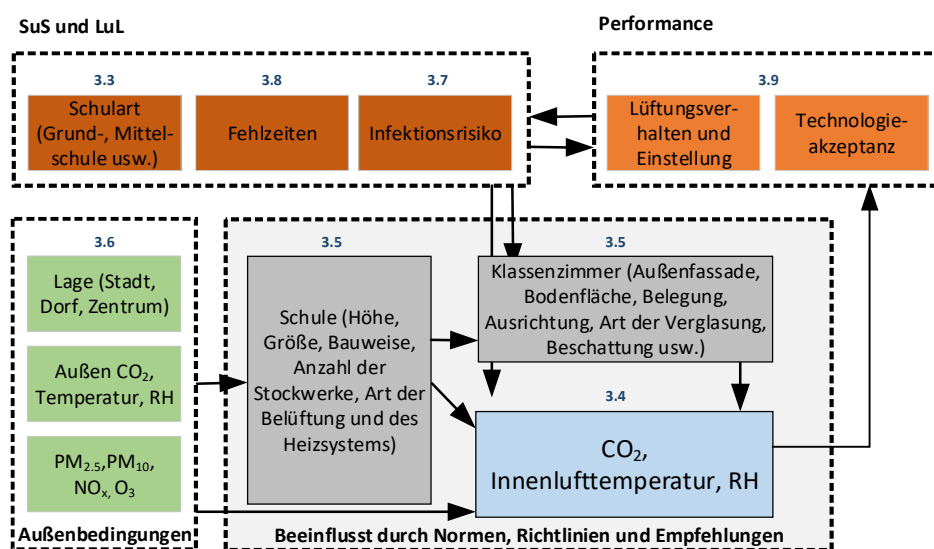 SuS und LuL
Performance
3.3
3.8
3.7
3.9
Schulart
(Grund-, Mittel-
schule usw.)
Fehlzeiten
Infektionsrisiko
Lüftungsver-
halten und
Einstellung
Technologie-
akzeptanz
3.6
Lage (Stadt,
Dorf, Zentrum)
Außen CO₂,
Temperatur, RH
PM₂.₅,PM₁₀,
NOₓ, O₃
Außenbedingungen
3.5
Schule (Höhe,
Größe, Bauweise,
Anzahl der
Stockwerke, Art der
Belüftung und des
Heizsystems)
3.5
Klassenzimmer (Außenfassade,
Bodenfläche, Belegung,
Ausrichtung, Art der Verglasung,
Beschattung usw.)
3.4
CO₂,
Innenlufttemperatur, RH
Beeinflusst durch Normen, Richtlinien und Empfehlungen